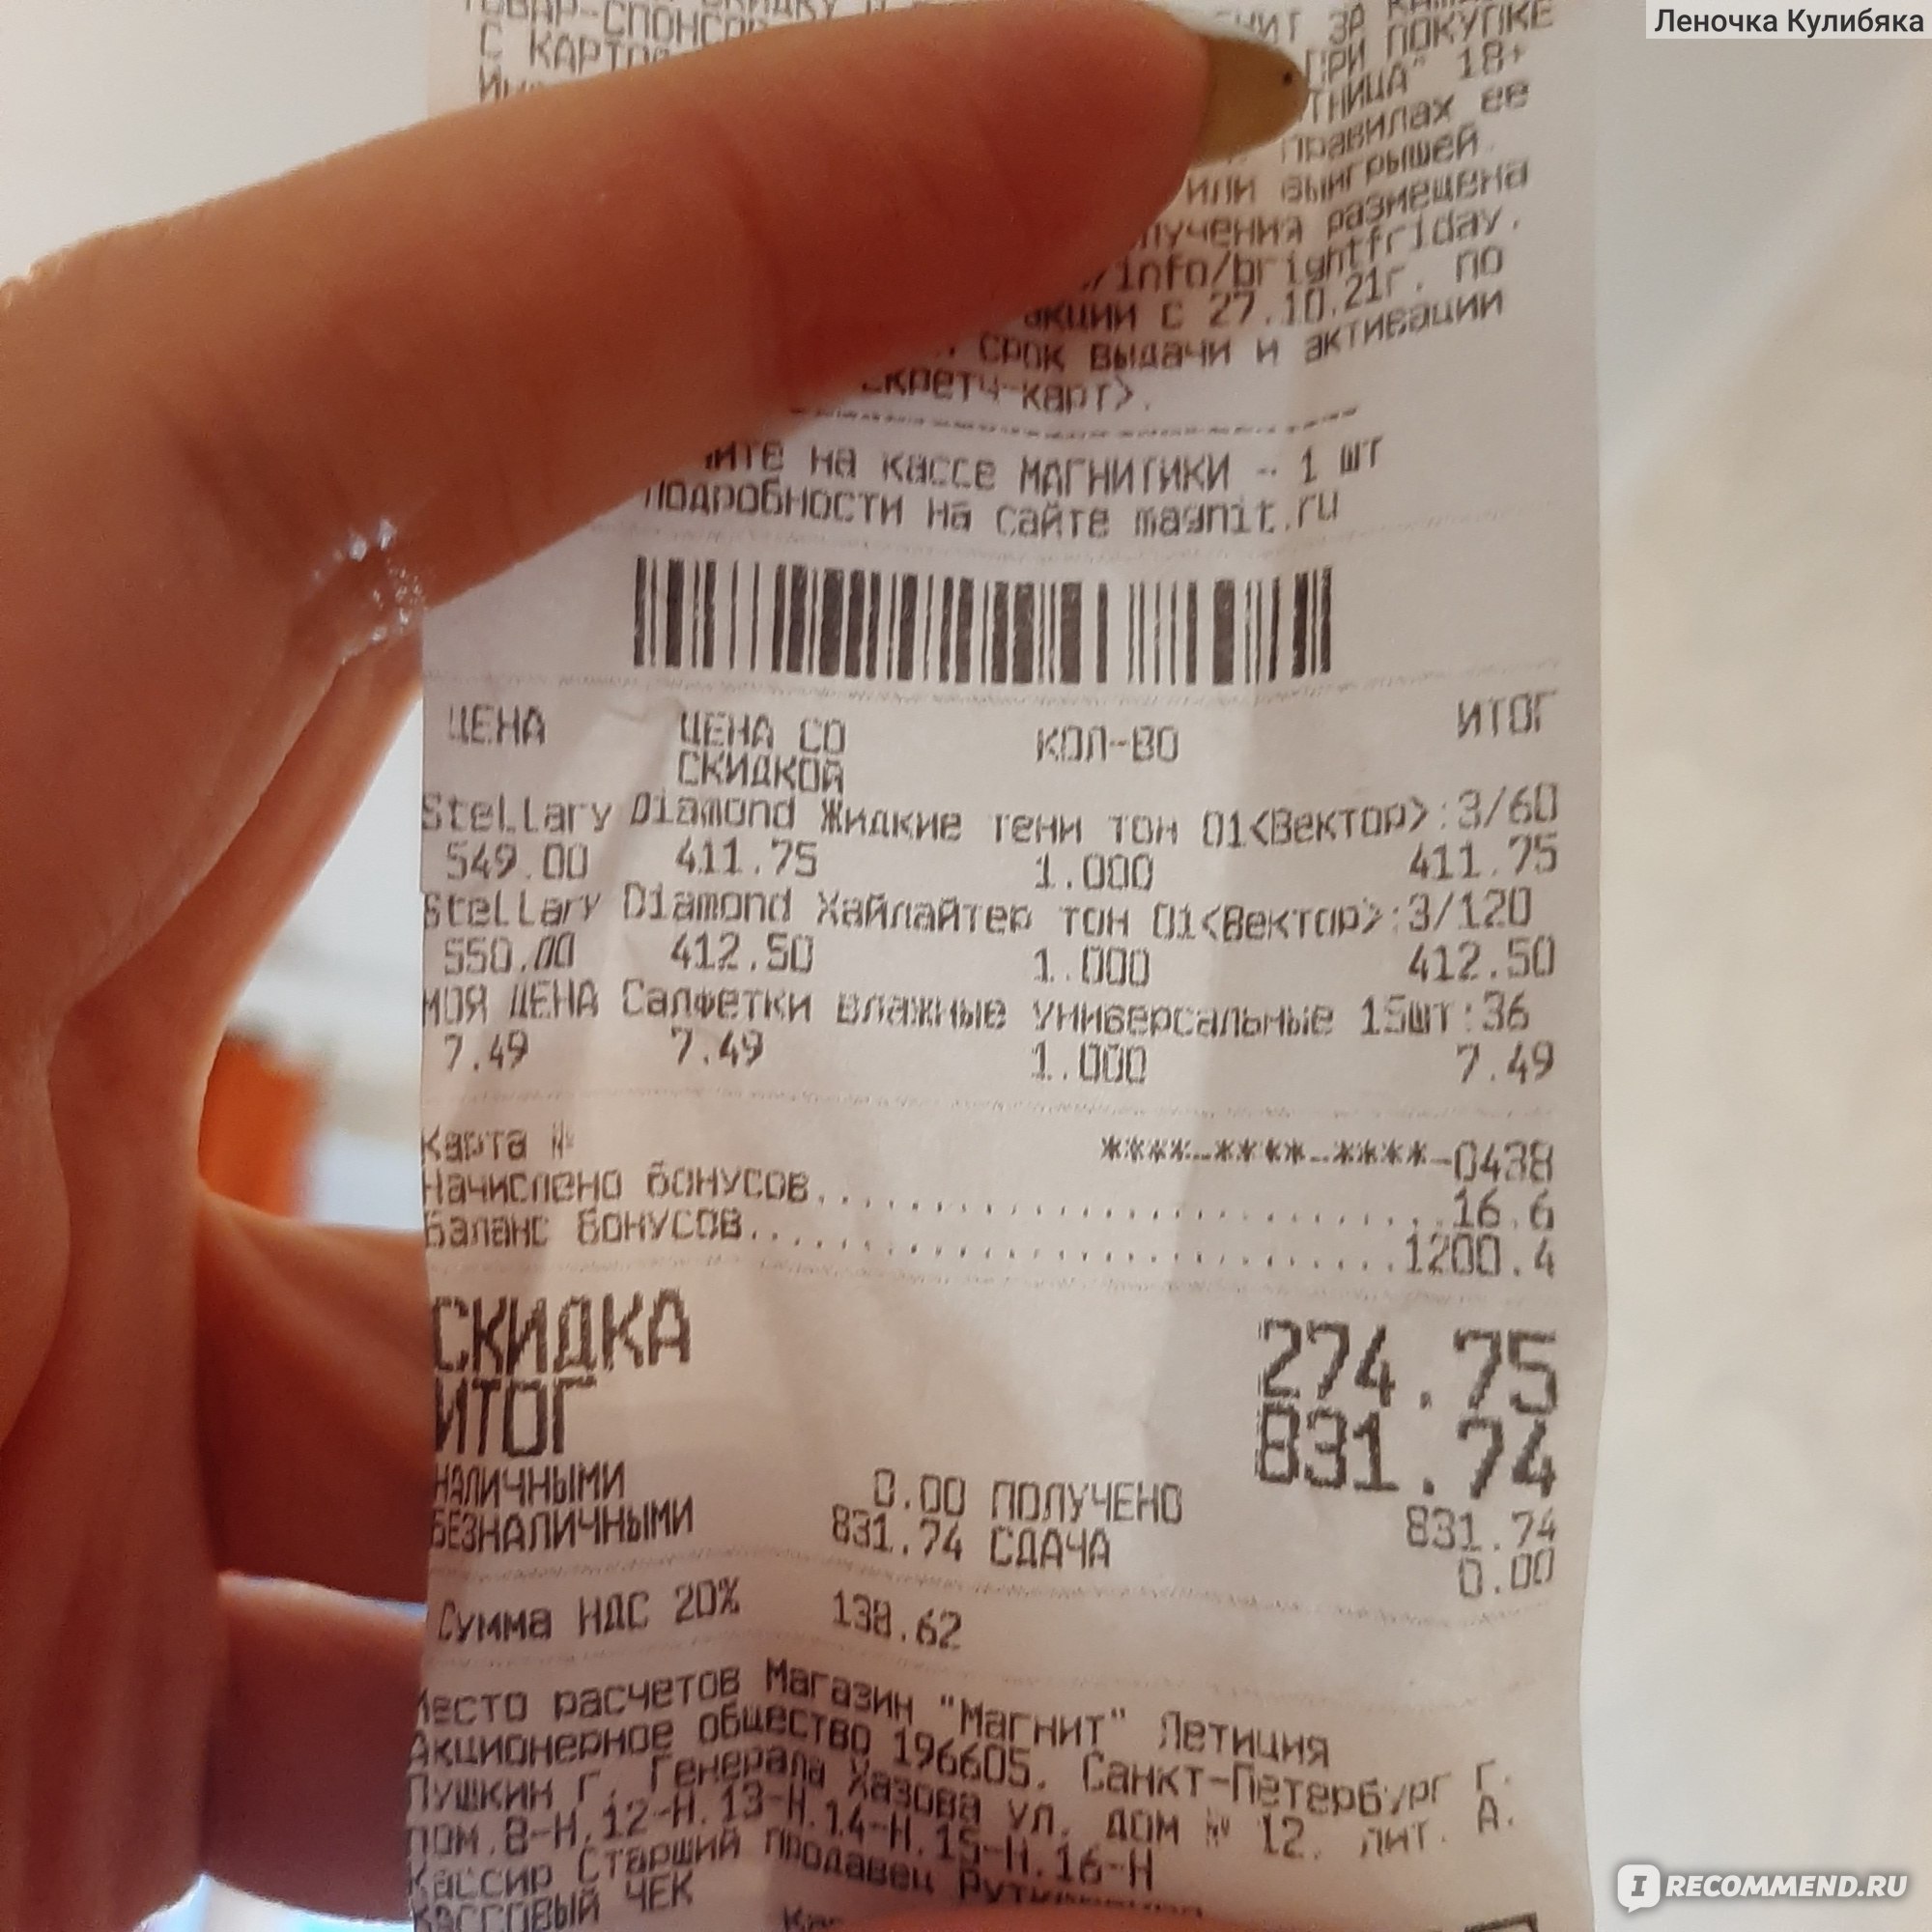 Леночка Кулибяка
ТОВАР-СПОНСОР
ЗА
С КАРТОЙ
ПРИ ПОКУПКЕ
18+
правилах ее
или выигрышей.
размещена
/info/brightfriday.
акции с 27.10.21г. по
срок выдачи и активации
скретч-карт>.
на кассе МАГНИТИКИ - 1 шт
Подробности на сайте magnit.ru
ЦЕНА ЦЕНА СО СКИДКОЙ КОЛ-ВО ИТОГ
Stellary Diamond Жидкие тени тон 01<Вектор>:3/60
549.00 411.75 1.000 411.75
Stellary Diamond Хайлайтер тон 01<Вектор>:3/120
550.00 412.50 1.000 412.50
МОЯ ЦЕНА Салфетки влажные универсальные 15шт:36
7.49 7.49 1.000 7.49
Карта № ****-****-****-0438
Начислено бонусов..........................16.6
Баланс бонусов..........................1200.4
СКИДКА 274.75
ИТОГ 831.74
НАЛИЧНЫМИ 0.00 ПОЛУЧЕНО 831.74
БЕЗНАЛИЧНЫМИ 831.74 СДАЧА 0.00
Сумма НДС 20% 138.62
Место расчетов Магазин "Магнит" Летиция
Акционерное общество 196605, Санкт-Петербург г.
Пушкин г, Генерала Хазова ул, дом № 12, лит. А.
пом.8-Н,12-Н.13-Н.14-Н.15-Н.16-Н
Кассир Старший продавец
КАССОВЫЙ ЧЕК
IRECOMMEND.RU